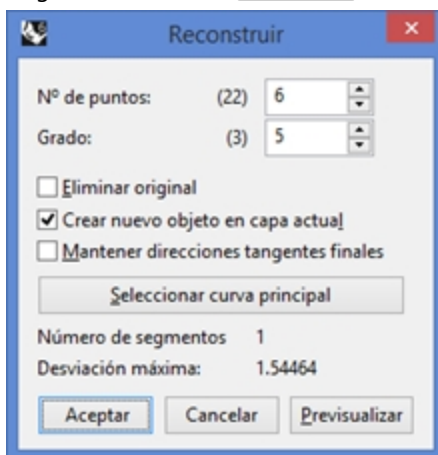 Reconstruir
Nº de puntos: (22) 6
Grado: (3) 5
Eliminar original
Crear nuevo objeto en capa actual
Mantener direcciones tangentes finales
Seleccionar curva principal
Número de segmentos 1
Desviación máxima: 1.54464
Aceptar Cancelar Previsualizar